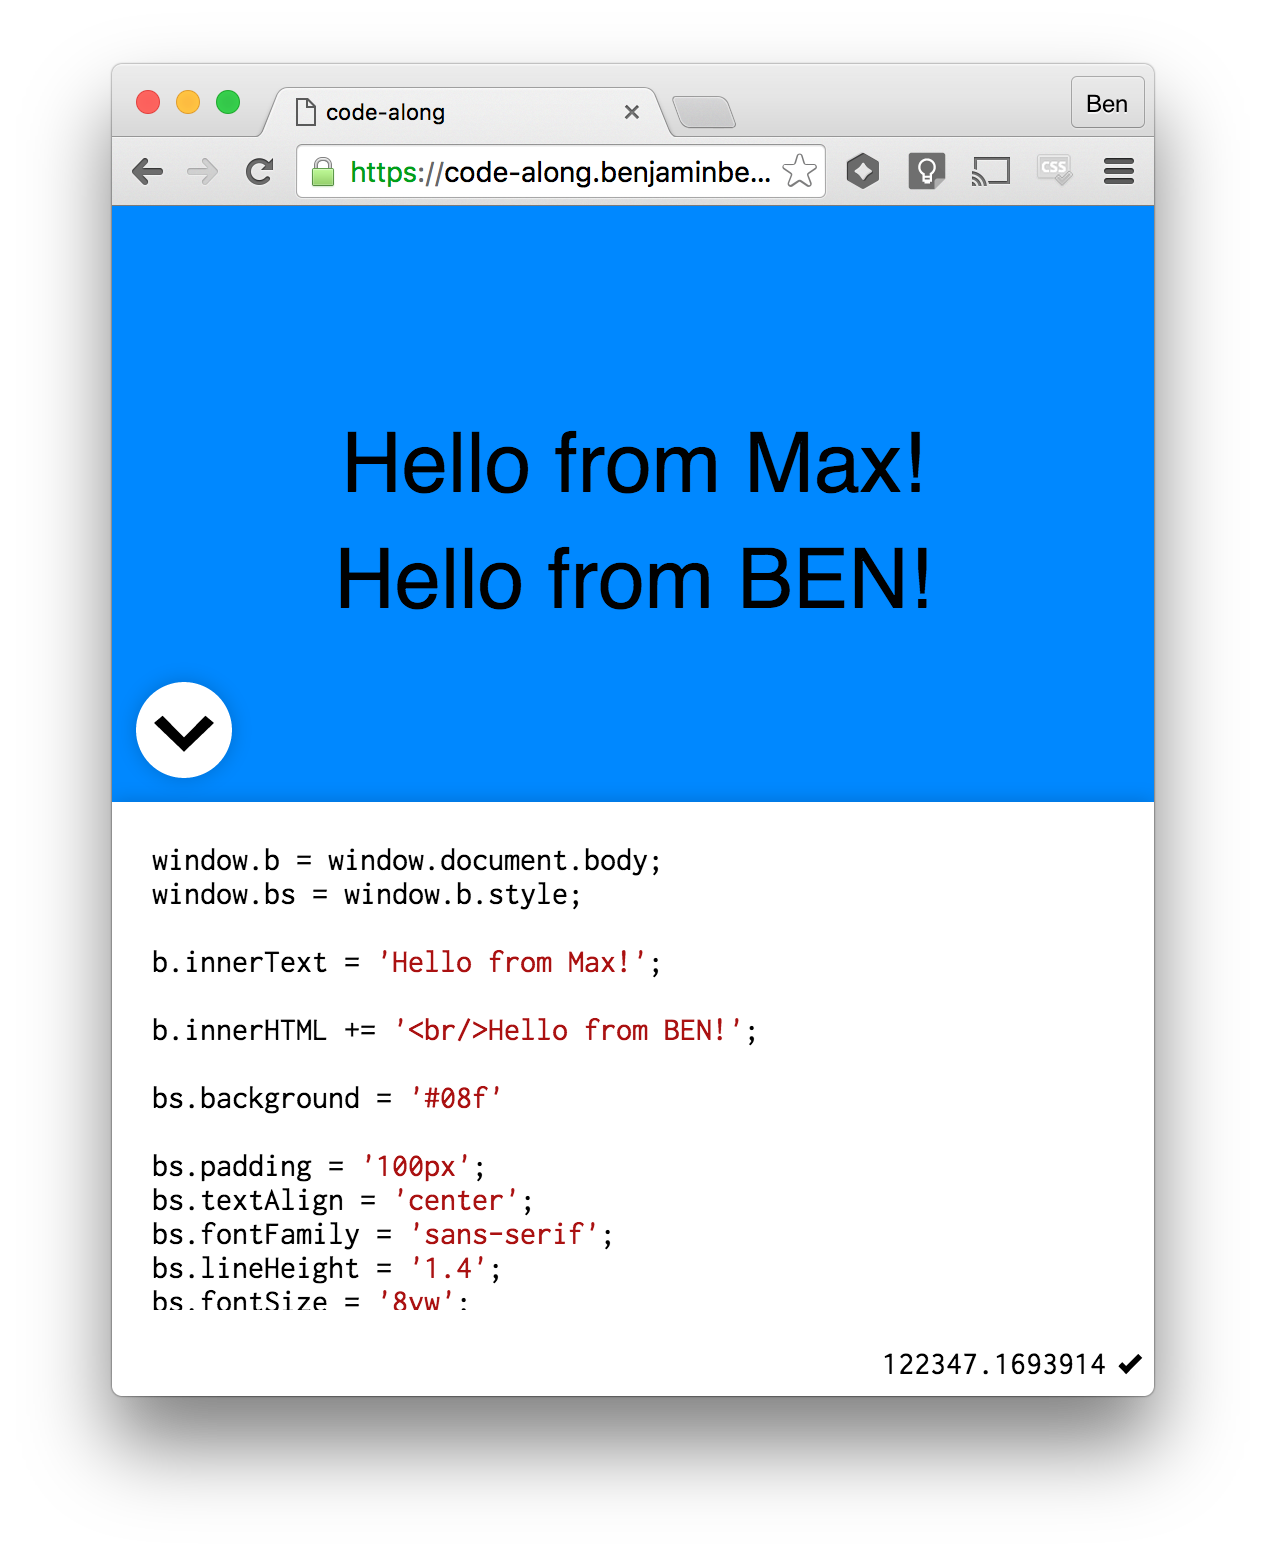 code-along
Ben
https://code-along.benjaminbe...
CSS
Hello from Max!
Hello from BEN!
window.b = window.document.body;
window.bs = window.b.style;
b.innerText = 'Hello from Max!';
b.innerHTML += '<br/>Hello from BEN!';
bs.background = '#08f'
bs.padding = '100px';
bs.textAlign = 'center';
bs.fontFamily = 'sans-serif';
bs.lineHeight = '1.4';
bs.fontSize = '8vw';
122347.1693914